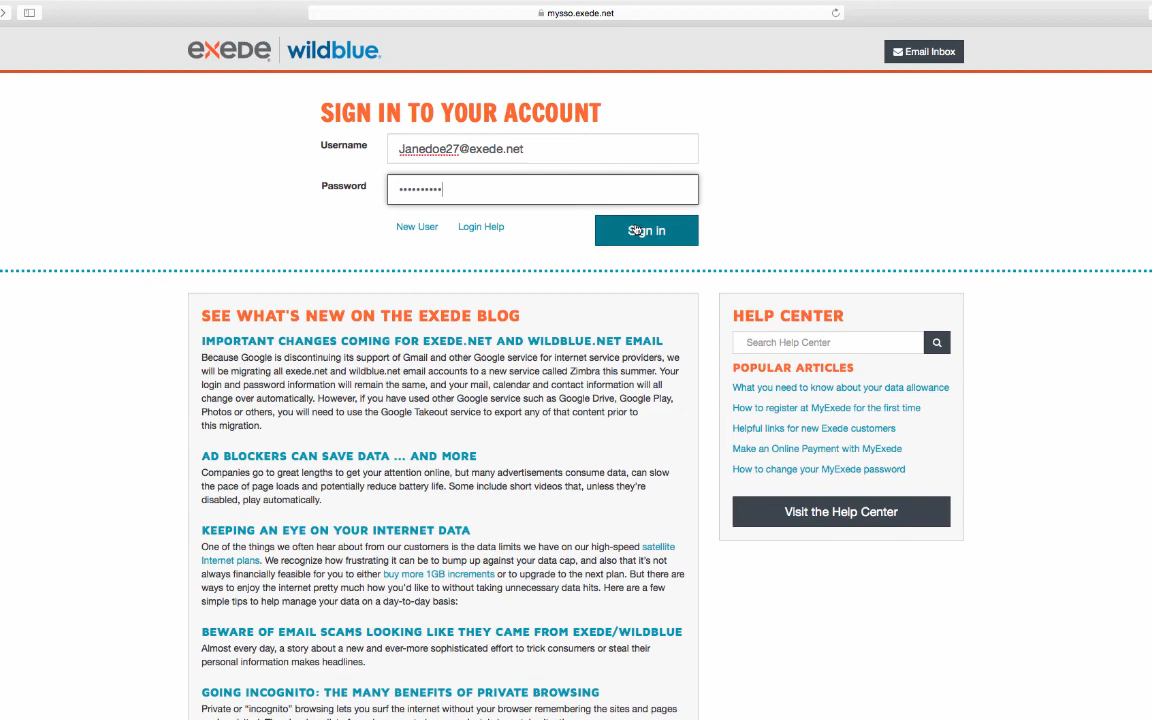 mysso.exede.net
exede wildblue
Email Inbox
SIGN IN TO YOUR ACCOUNT
Username
Janedoe27@exede.net
Password
••••••••••
New User
Login Help
Sign In
SEE WHAT'S NEW ON THE EXEDE BLOG
IMPORTANT CHANGES COMING FOR EXEDE.NET AND WILDBLUE.NET EMAIL
Because Google is discontinuing its support of Gmail and other Google service for internet service providers, we
will be migrating all exede.net and wildblue.net email accounts to a new service called Zimbra this summer. Your
login and password information will remain the same, and your mail, calendar and contact information will all
change over automatically. However, if you have used other Google service such as Google Drive, Google Play,
Photos or others, you will need to use the Google Takeout service to export any of that content prior to
this migration.
AD BLOCKERS CAN SAVE DATA ... AND MORE
Companies go to great lengths to get your attention online, but many advertisements consume data, can slow
the pace of page loads and potentially reduce battery life. Some include short videos that, unless they're
disabled, play automatically.
KEEPING AN EYE ON YOUR INTERNET DATA
One of the things we often hear about from our customers is the data limits we have on our high-speed satellite
Internet plans. We recognize how frustrating it can be to bump up against your data cap, and also that it's not
always financially feasible for you to either buy more 1GB increments or to upgrade to the next plan. But there are
ways to enjoy the internet pretty much how you'd like to without taking unnecessary data hits. Here are a few
simple tips to help manage your data on a day-to-day basis:
BEWARE OF EMAIL SCAMS LOOKING LIKE THEY CAME FROM EXEDE/WILDBLUE
Almost every day, a story about a new and ever-more sophisticated effort to trick consumers or steal their
personal information makes headlines.
GOING INCOGNITO: THE MANY BENEFITS OF PRIVATE BROWSING
Private or "incognito" browsing lets you surf the internet without your browser remembering the sites and pages
HELP CENTER
Search Help Center
POPULAR ARTICLES
What you need to know about your data allowance
How to register at MyExede for the first time
Helpful links for new Exede customers
Make an Online Payment with MyExede
How to change your MyExede password
Visit the Help Center